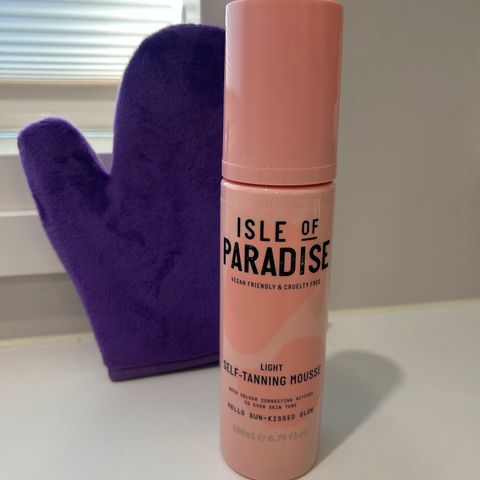 ISLE OF
PARADISE
VEGAN FRIENDLY & CRUELTY FREE
LIGHT
SELF-TANNING MOUSSE
WITH COLOUR CORRECTING ACTIVES
TO EVEN SKIN TONE
HELLO SUN-KISSED GLOW
200ml ℮ 6.76 fl.oz